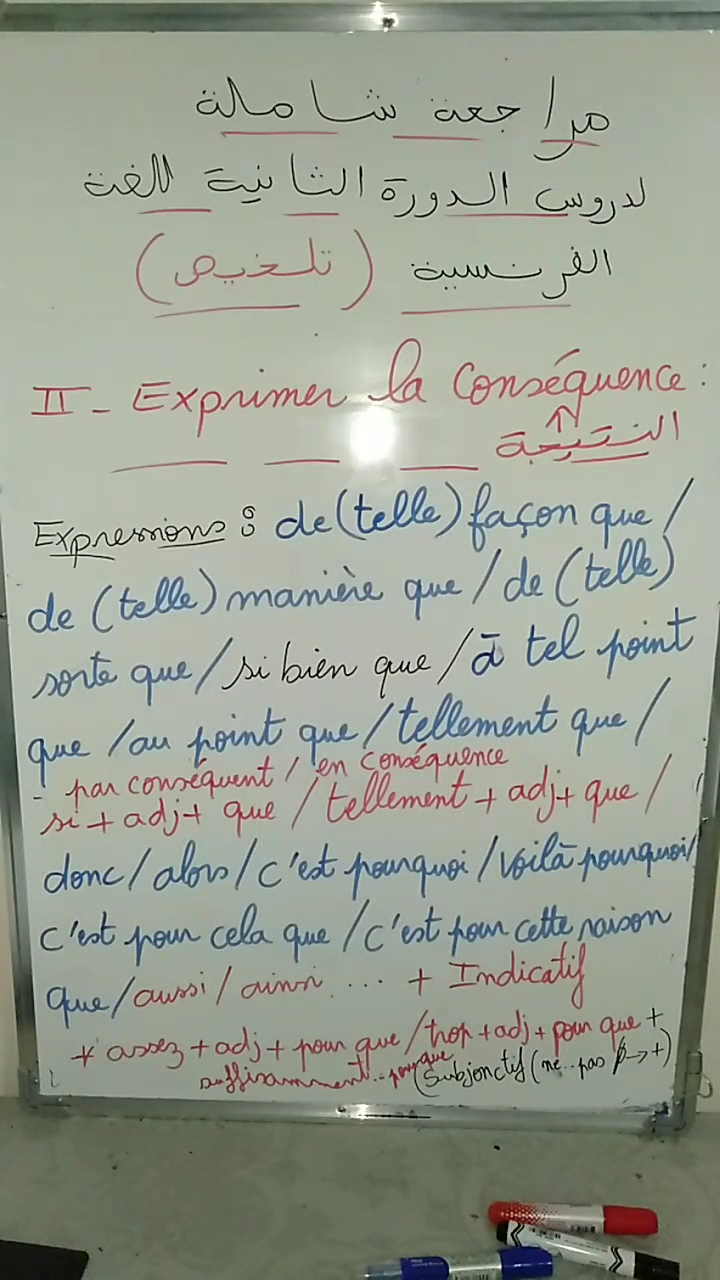 مراجعة شاملة
لدروس الدورة الثانية للغة
الفرنسية (تلخيص)
II - Exprimer la Conséquence :
النتيجة
Expressions : de (telle) façon que /
de (telle) manière que / de (telle)
sorte que / si bien que / à tel point
que / au point que / tellement que /
- par conséquent / en conséquence
si + adj + que / tellement + adj + que /
donc / alors / c'est pourquoi / voilà pourquoi /
c'est pour cela que / c'est pour cette raison
que / aussi / ainsi ... + Indicatif
+ assez + adj + pour que / trop + adj + pour que +
suffisamment .. pour que (Subjonctif (ne .. pas → +)